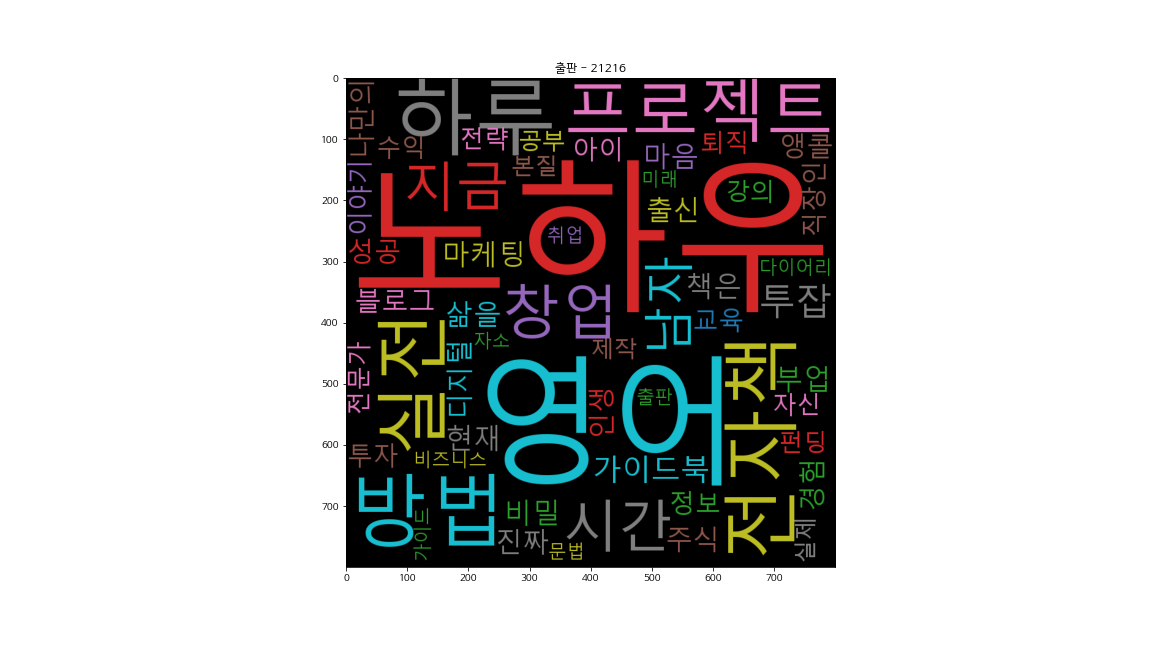 출판 - 21216
나만의
하루
프로젝트
수익
전략
공부
아이
퇴직
앵콜
본질
마음
이야기
지금
미래
강의
직장인
노하우
출신
취업
성공
마케팅
다이어리
책은
투잡
블로그
삶을
창업
남자
교육
실전
자소
제작
전문가
디지털
영어
인생
출판
전자책
부업
자신
현재
펀딩
투자
비즈니스
가이드북
경험
방법
가이드
비밀
진짜
문법
시간
정보
주식
실제
0
100
200
300
400
500
600
700
0 100 200 300 400 500 600 700